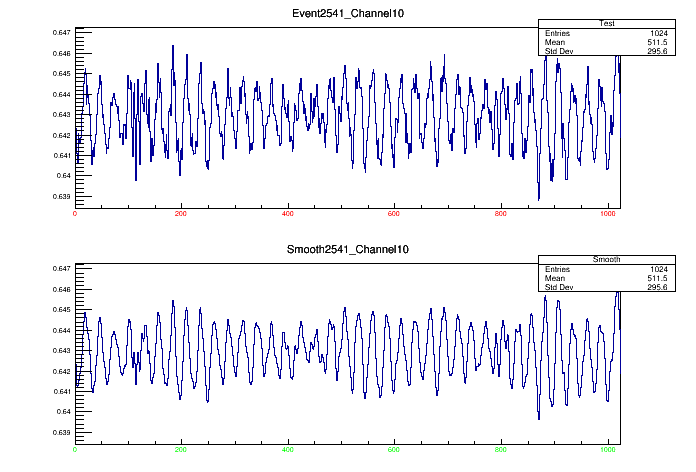 Event2541_Channel10
Test
Entries 1024
Mean 511.5
Std Dev 295.6
0.647
0.646
0.645
0.644
0.643
0.642
0.641
0.64
0.639
0 200 400 600 800 1000
Smooth2541_Channel10
Smooth
Entries 1024
Mean 511.5
Std Dev 295.6
0.647
0.646
0.645
0.644
0.643
0.642
0.641
0.64
0.639
0 200 400 600 800 1000